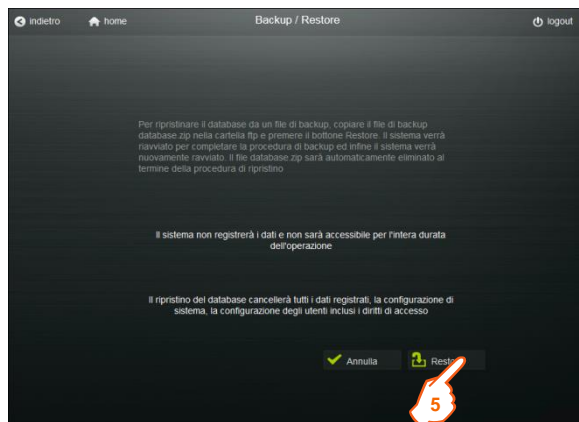 indietro home Backup / Restore logout
Per ripristinare il database da un file di backup, copiare il file di backup
database.zip nella cartella ftp e premere il bottone Restore. Il sistema verrà
riavviato per completare la procedura di backup ed infine il sistema verrà
nuovamente ravviato. Il file database.zip sarà automaticamente eliminato al
termine della procedura di ripristino
Il sistema non registrerà i dati e non sarà accessibile per l'intera durata
dell'operazione
Il ripristino del database cancellerà tutti i dati registrati, la configurazione di
sistema, la configurazione degli utenti inclusi i diritti di accesso
Annulla Resto
5